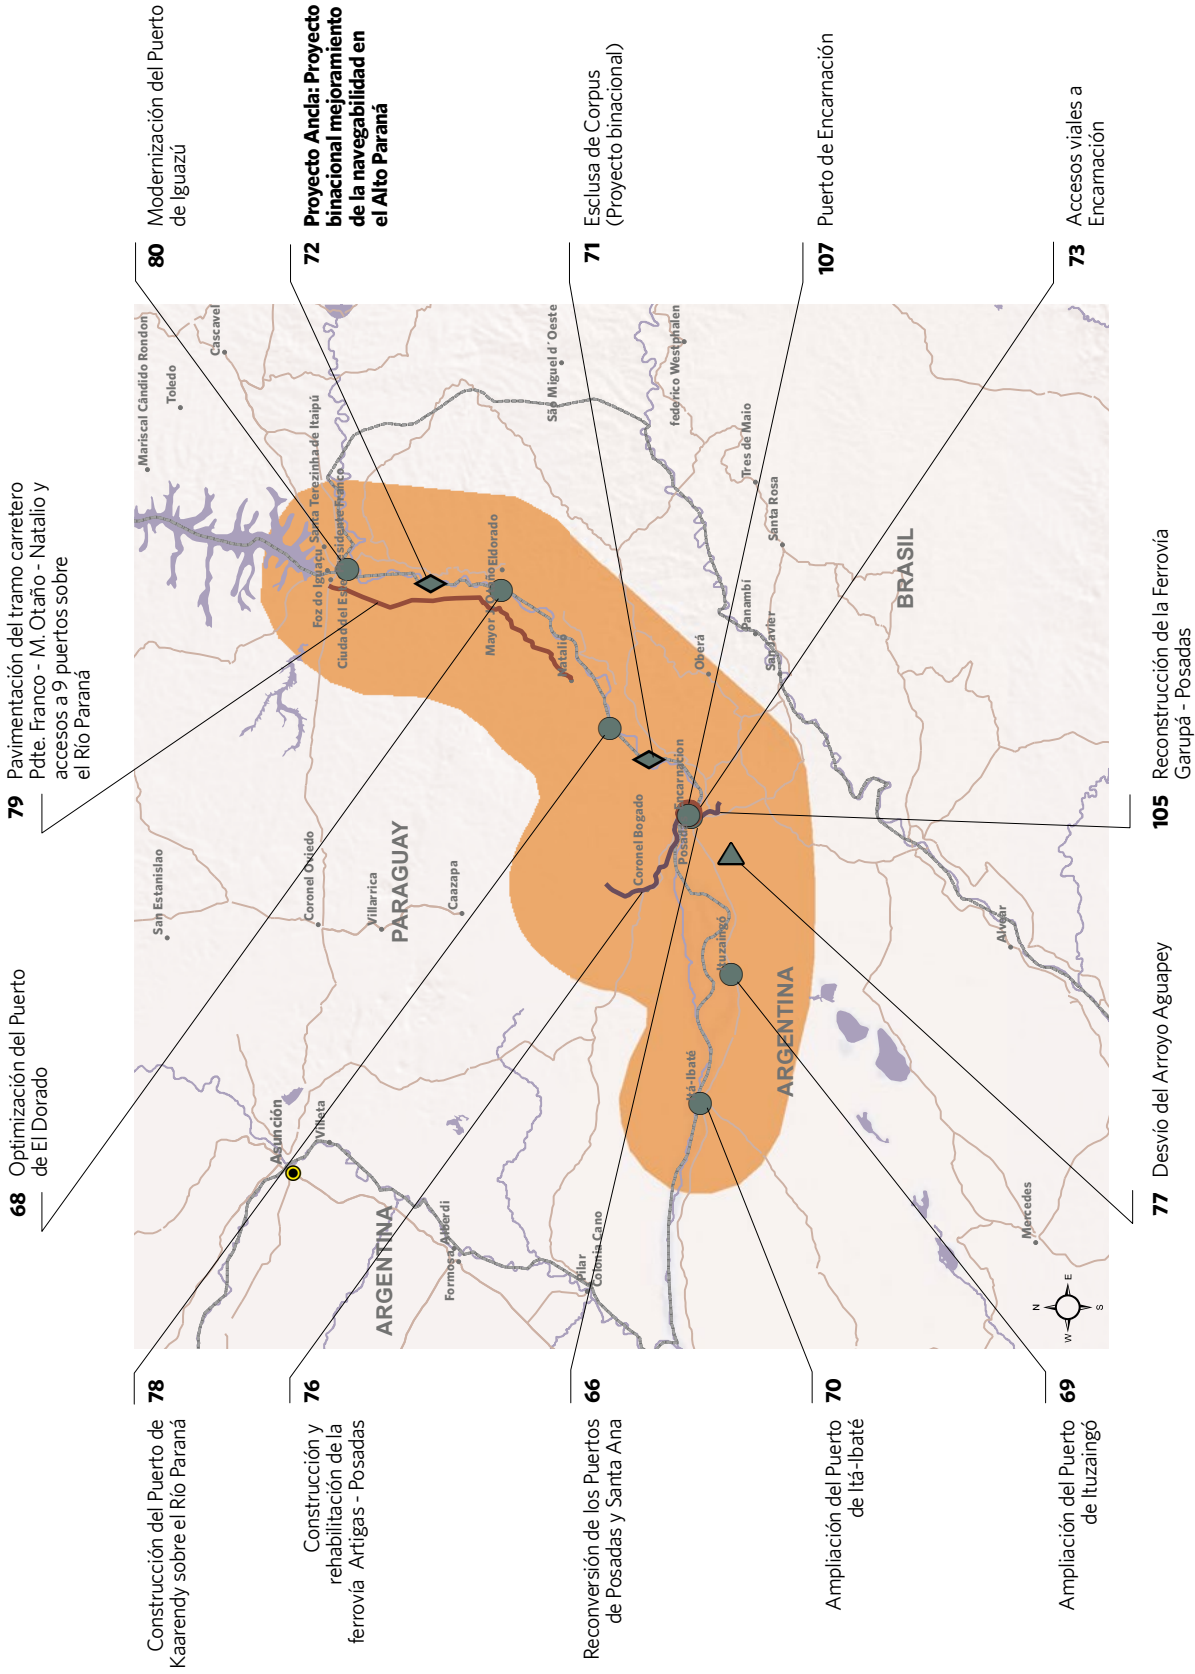 79 Pavimentación del tramo carretero
Pdte. Franco - M. Otaño - Natalio y
accesos a 9 puertos sobre
el Río Paraná
68 Optimización del Puerto
de El Dorado
78
Construcción del Puerto de
Kaarendy sobre el Río Paraná
76
Construcción y
rehabilitación de la
ferrovía Artigas - Posadas
66
Reconversión de los Puertos
de Posadas y Santa Ana
70
Ampliación del Puerto
de Itá-Ibaté
69
Ampliación del Puerto
de Ituzaingó
80 Modernización del Puerto
de Iguazú
72 Proyecto Ancla: Proyecto
binacional mejoramiento
de la navegabilidad en
el Alto Paraná
71 Esclusa de Corpus
(Proyecto binacional)
107 Puerto de Encarnación
73 Accesos viales a
Encarnación
77 Desvío del Arroyo Aguapey
105 Reconstrucción de la Ferrovía
Garupá - Posadas
Mariscal Cándido Rondon
Toledo
Cascavel
San Estanislao
Coronel Oviedo
Villarrica
PARAGUAY
Caazapa
Asunción
Villeta
ARGENTINA
Alberdi
Formosa
Pilar
Colonia Cano
Foz do Iguaçu
Santa Terezinha de Itaipú
Ciudad del Este
sidente Franco
Mayor Otaño
Eldorado
Natalio
São Miguel d´Oeste
federico Westphalen
Tres de Maio
Santa Rosa
BRASIL
Panambí
San Javier
Oberá
Coronel Bogado
Encarnacion
Posadas
Ituzaingó
Itá-Ibaté
ARGENTINA
Alvear
Mercedes
N
E
S
W